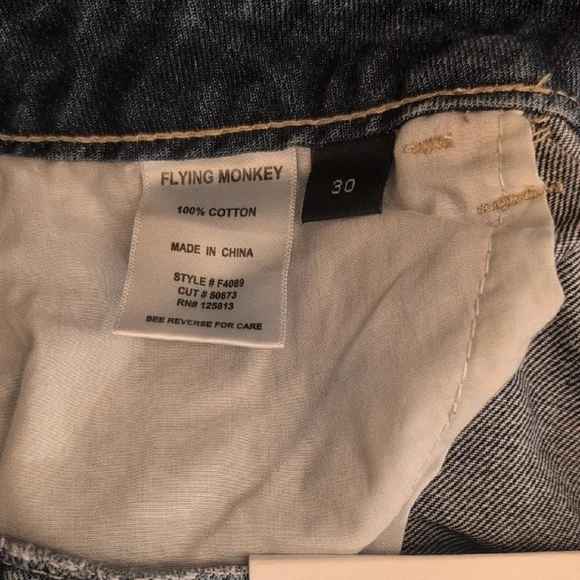 FLYING MONKEY
100% COTTON
MADE IN CHINA
STYLE # F4089
CUT # 50873
RN# 125813
SEE REVERSE FOR CARE
30